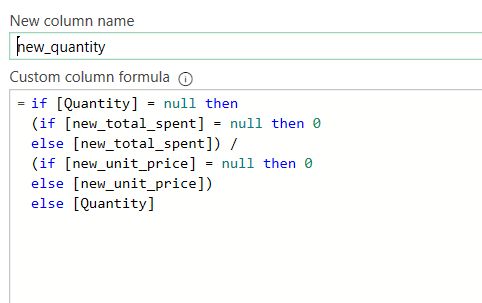 New column name
new_quantity
Custom column formula
= if [Quantity] = null then
(if [new_total_spent] = null then 0
else [new_total_spent]) /
(if [new_unit_price] = null then 0
else [new_unit_price])
else [Quantity]